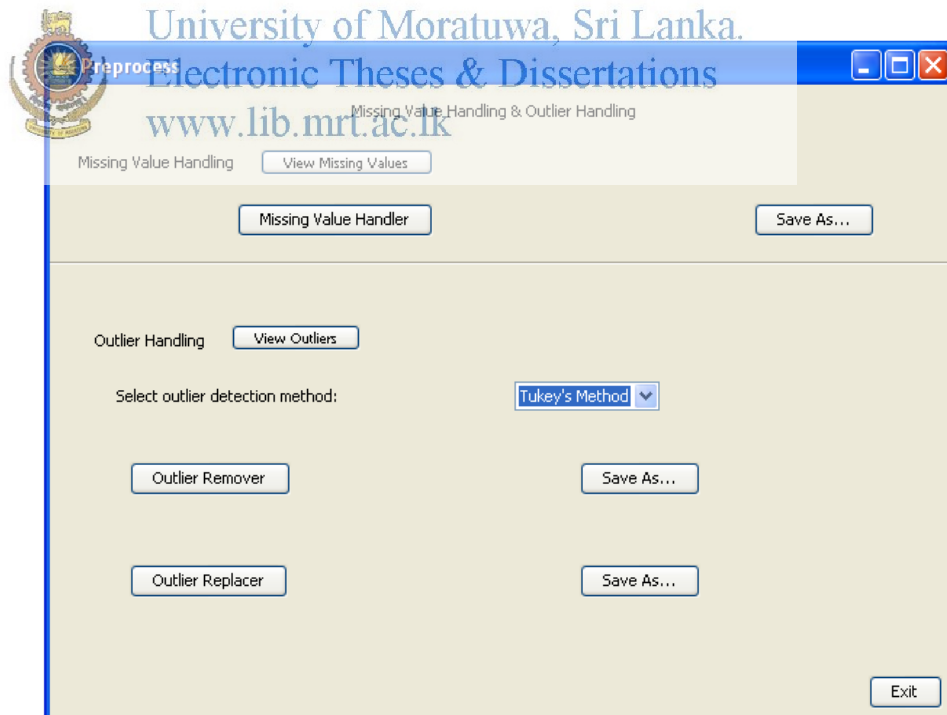 University of Moratuwa, Sri Lanka.
Electronic Theses & Dissertations
www.lib.mrt.ac.lk
Preprocess
Missing Value Handling & Outlier Handling
Missing Value Handling View Missing Values
Missing Value Handler Save As...
Outlier Handling View Outliers
Select outlier detection method: Tukey's Method
Outlier Remover Save As...
Outlier Replacer Save As...
Exit